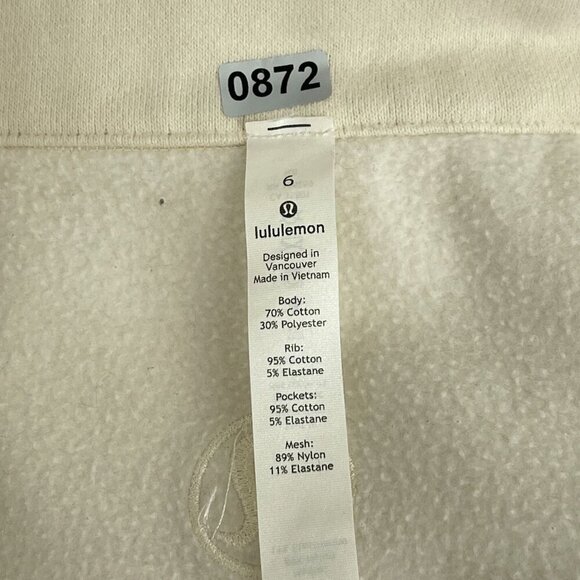 0872
6
lululemon
Designed in
Vancouver
Made in Vietnam
Body:
70% Cotton
30% Polyester
Rib:
95% Cotton
5% Elastane
Pockets:
95% Cotton
5% Elastane
Mesh:
89% Nylon
11% Elastane